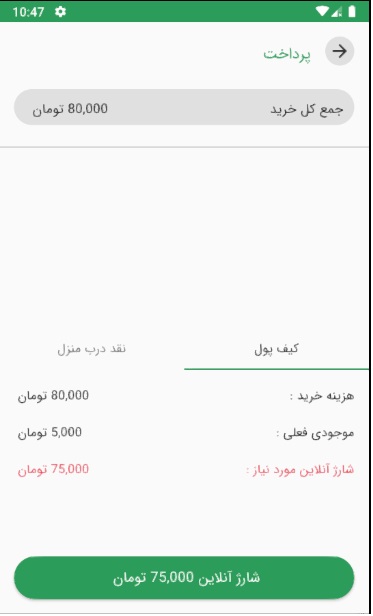 10:47
پرداخت
جمع کل خرید 80,000 تومان
کیف پول نقد درب منزل
هزینه خرید : 80,000 تومان
موجودی فعلی : 5,000 تومان
شارژ آنلاین مورد نیاز : 75,000 تومان
شارژ آنلاین 75,000 تومان